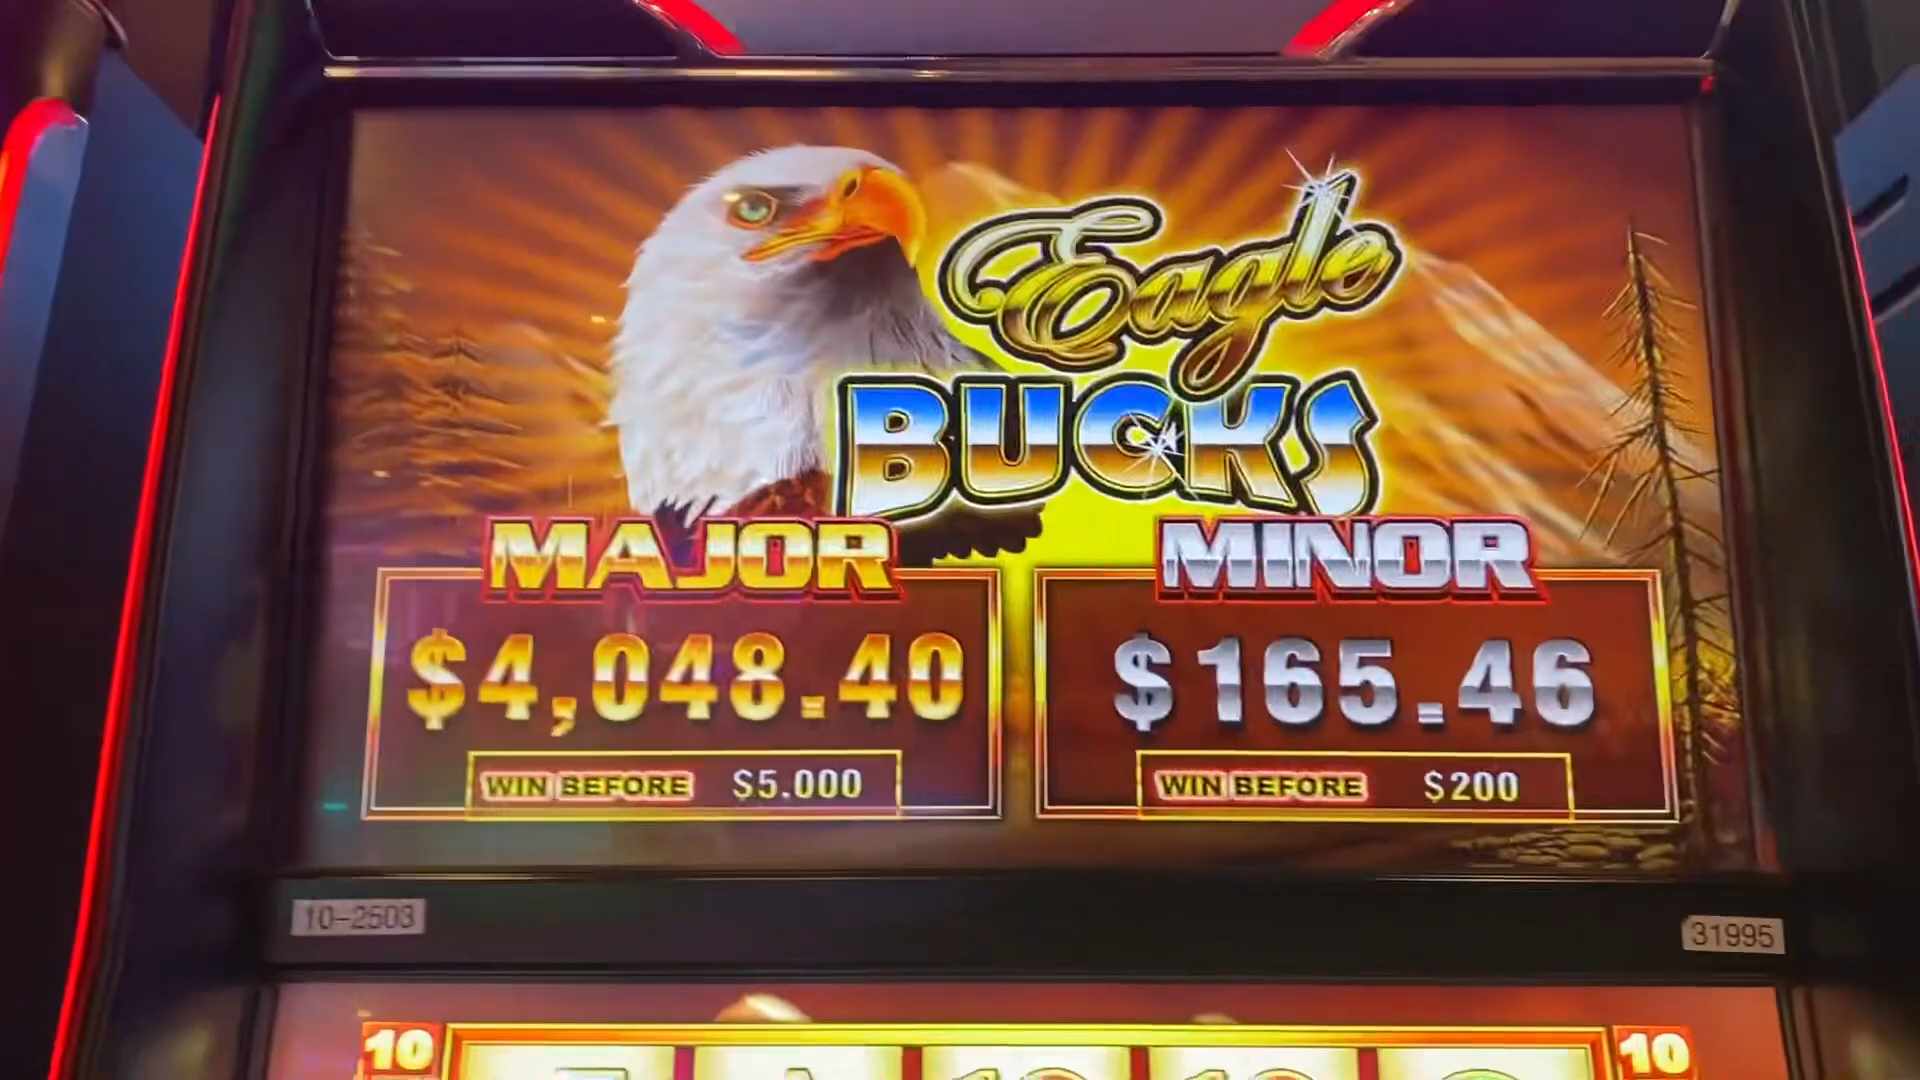 Eagle
BUCKS
MAJOR
$4,048.40
WIN BEFORE $5.000
MINOR
$165.46
WIN BEFORE $200
10-2503
31995
10
10